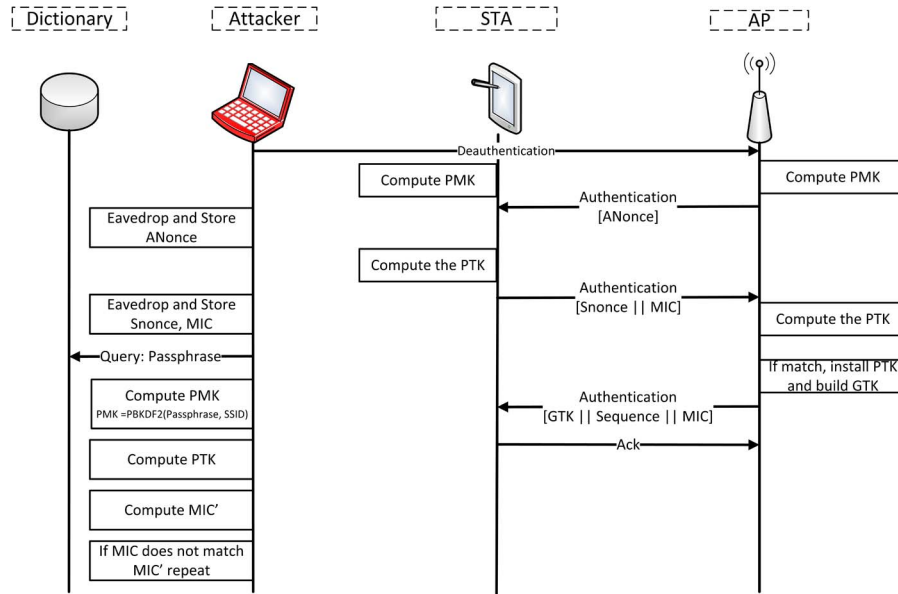 Dictionary
Attacker
STA
AP
Deauthentication
Compute PMK
Compute PMK
Authentication
[ANonce]
Eavedrop and Store
ANonce
Compute the PTK
Authentication
[Snonce || MIC]
Eavedrop and Store
Snonce, MIC
Compute the PTK
Query: Passphrase
If match, install PTK
and build GTK
Compute PMK
PMK =PBKDF2(Passphrase, SSID)
Authentication
[GTK || Sequence || MIC]
Ack
Compute PTK
Compute MIC’
If MIC does not match
MIC’ repeat